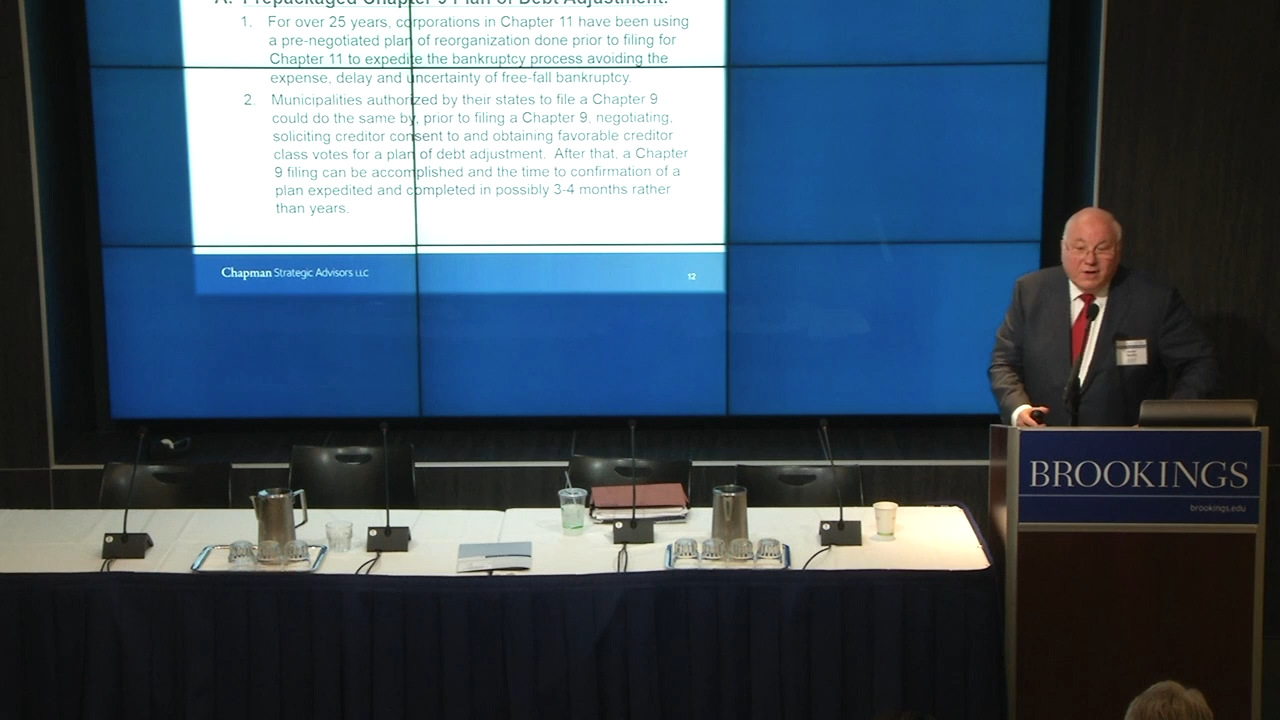 A. Prepackaged Chapter 9 Plan of Debt Adjustment:
1. For over 25 years, corporations in Chapter 11 have been using
a pre-negotiated plan of reorganization done prior to filing for
Chapter 11 to expedite the bankruptcy process avoiding the
expense, delay and uncertainty of free-fall bankruptcy.
2. Municipalities authorized by their states to file a Chapter 9
could do the same by, prior to filing a Chapter 9, negotiating,
soliciting creditor consent to and obtaining favorable creditor
class votes for a plan of debt adjustment. After that, a Chapter
9 filing can be accomplished and the time to confirmation of a
plan expedited and completed in possibly 3-4 months rather
than years.
Chapman Strategic Advisors LLC
12
BROOKINGS
brookings.edu